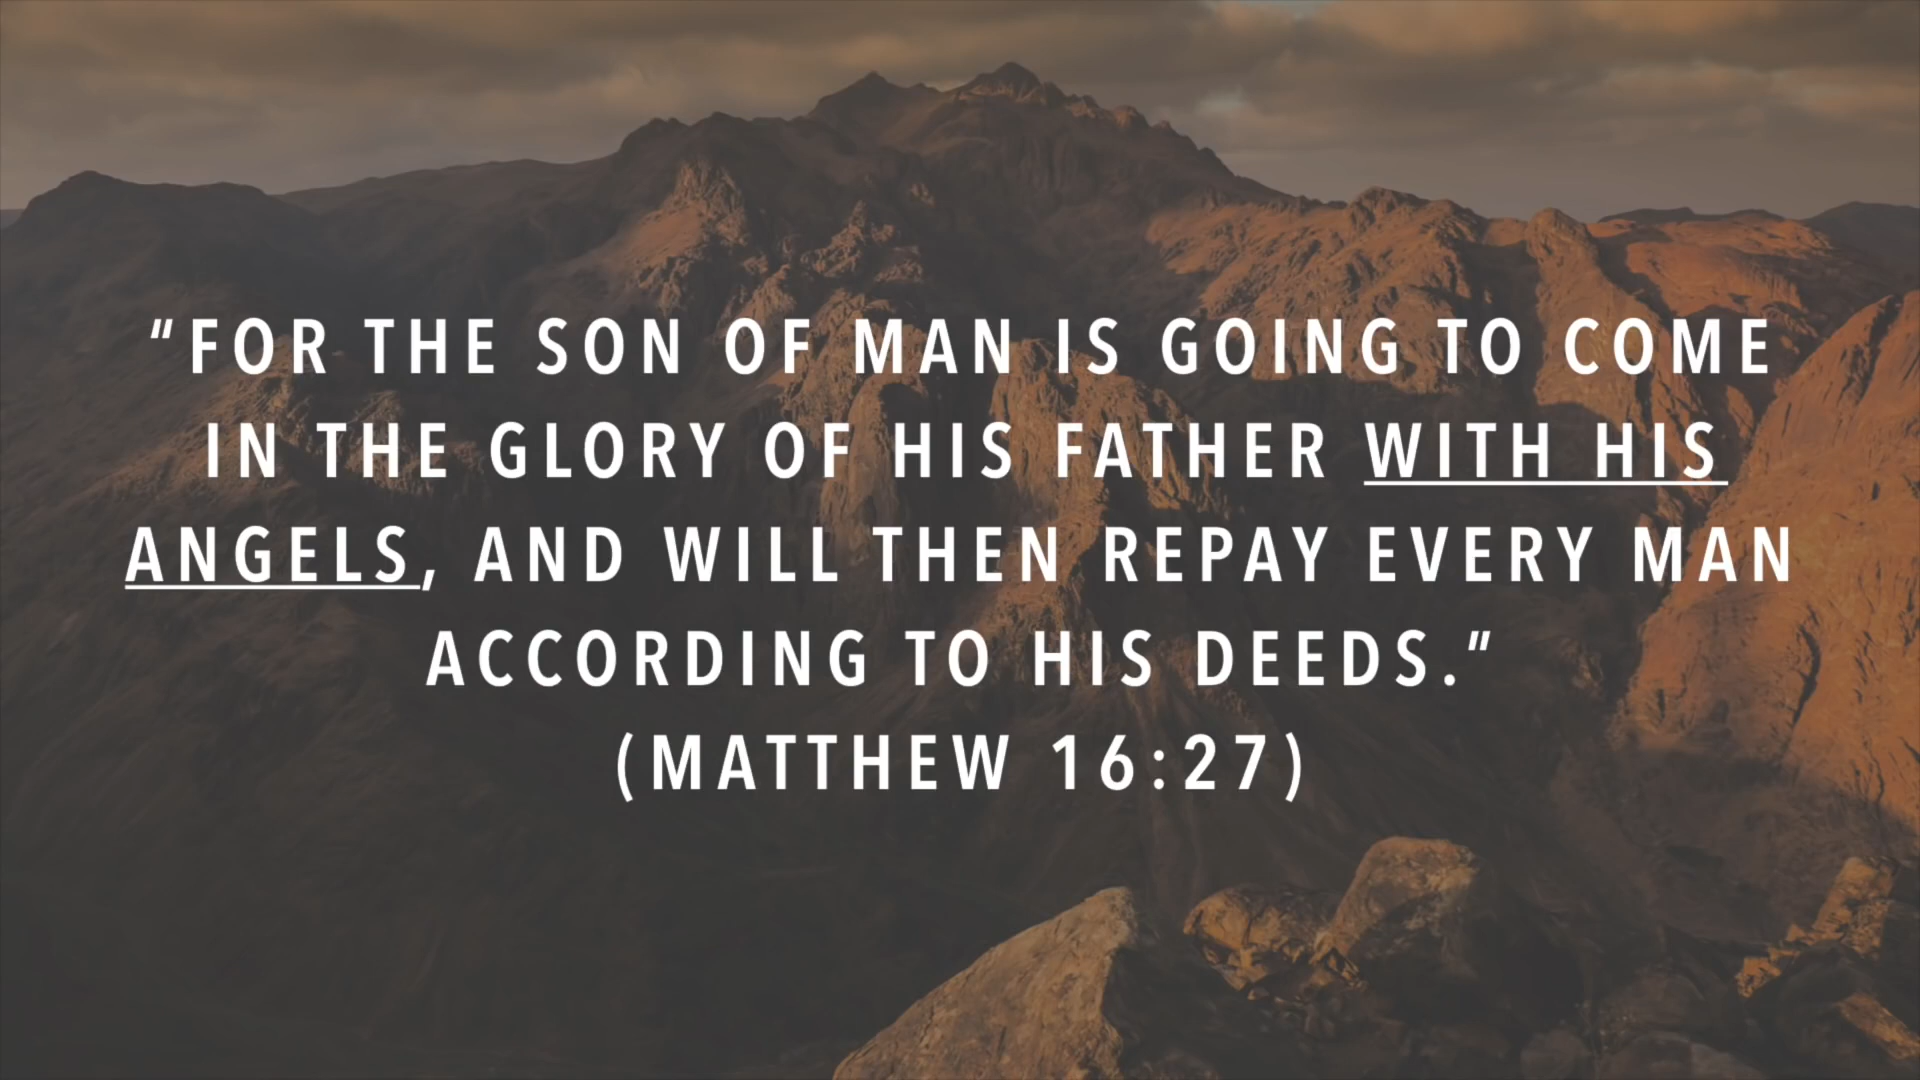 "FOR THE SON OF MAN IS GOING TO COME
IN THE GLORY OF HIS FATHER WITH HIS
ANGELS, AND WILL THEN REPAY EVERY MAN
ACCORDING TO HIS DEEDS."
(MATTHEW 16:27)